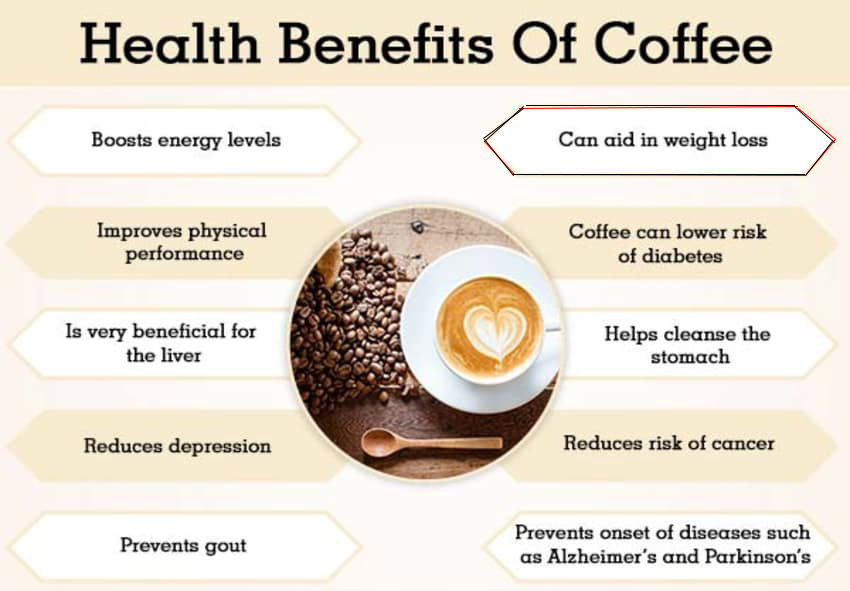 Health Benefits Of Coffee
Boosts energy levels
Can aid in weight loss
Improves physical
performance
Coffee can lower risk
of diabetes
Is very beneficial for
the liver
Helps cleanse the
stomach
Reduces depression
Reduces risk of cancer
Prevents gout
Prevents onset of diseases such
as Alzheimer's and Parkinson's